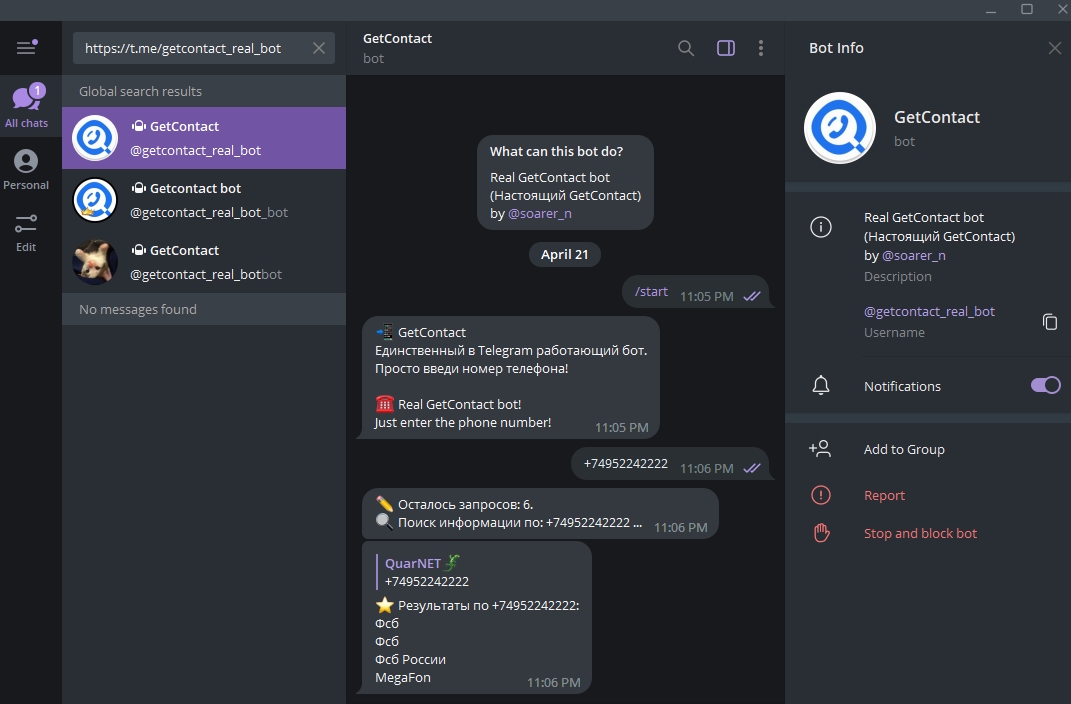 https://t.me/getcontact_real_bot
1
All chats
Personal
Edit
Global search results
GetContact
@getcontact_real_bot
Getcontact bot
@getcontact_real_bot_bot
GetContact
@getcontact_real_botbot
No messages found
GetContact
bot
What can this bot do?
Real GetContact bot
(Настоящий GetContact)
by @soarer_n
April 21
/start 11:05 PM
GetContact
Единственный в Telegram работающий бот.
Просто введи номер телефона!
Real GetContact bot!
Just enter the phone number! 11:05 PM
+74952242222 11:06 PM
Осталось запросов: 6.
Поиск информации по: +74952242222 ... 11:06 PM
QuarNET
+74952242222
Результаты по +74952242222:
Фсб
Фсб
Фсб России
MegaFon 11:06 PM
Bot Info
GetContact
bot
Real GetContact bot
(Настоящий GetContact)
by @soarer_n
Description
@getcontact_real_bot
Username
Notifications
Add to Group
Report
Stop and block bot